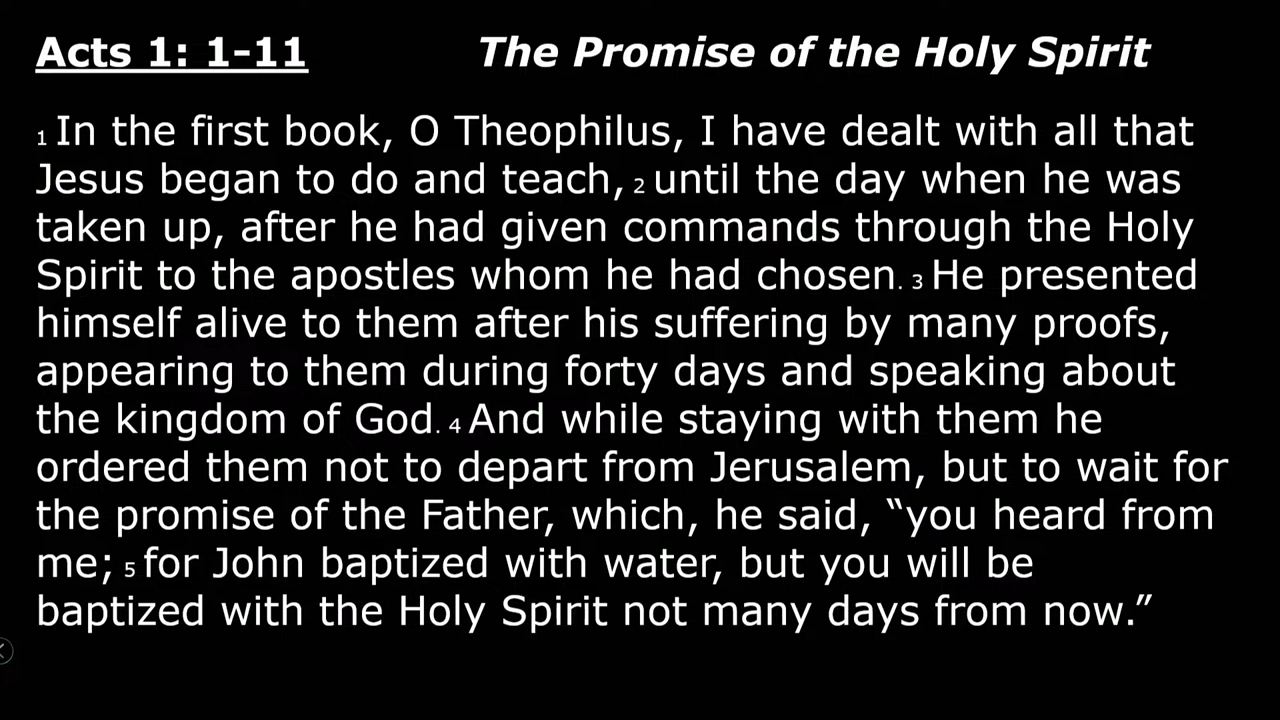 Acts 1: 1-11 The Promise of the Holy Spirit
1 In the first book, O Theophilus, I have dealt with all that
Jesus began to do and teach, 2 until the day when he was
taken up, after he had given commands through the Holy
Spirit to the apostles whom he had chosen. 3 He presented
himself alive to them after his suffering by many proofs,
appearing to them during forty days and speaking about
the kingdom of God. 4 And while staying with them he
ordered them not to depart from Jerusalem, but to wait for
the promise of the Father, which, he said, “you heard from
me; 5 for John baptized with water, but you will be
baptized with the Holy Spirit not many days from now.”